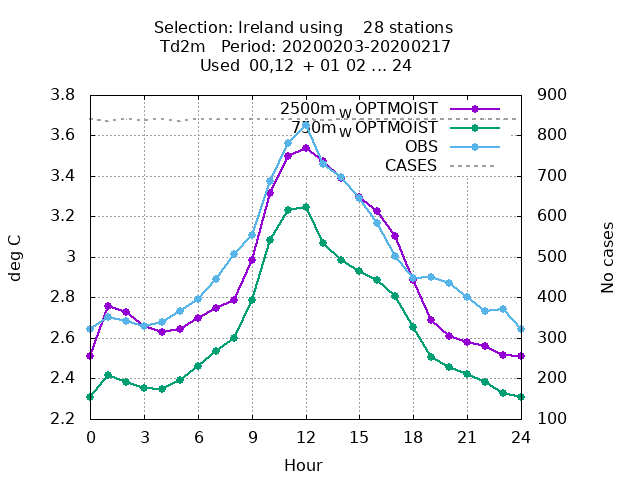 Selection: Ireland using    28 stations
Td2m   Period: 20200203-20200217
Used  00,12  + 01 02 ... 24
3.8
3.6
3.4
3.2
3
2.8
2.6
2.4
2.2
deg C
900
800
700
600
500
400
300
200
100
No cases
2500m W OPTMOIST
750m W OPTMOIST
OBS
CASES
0 3 6 9 12 15 18 21 24
Hour